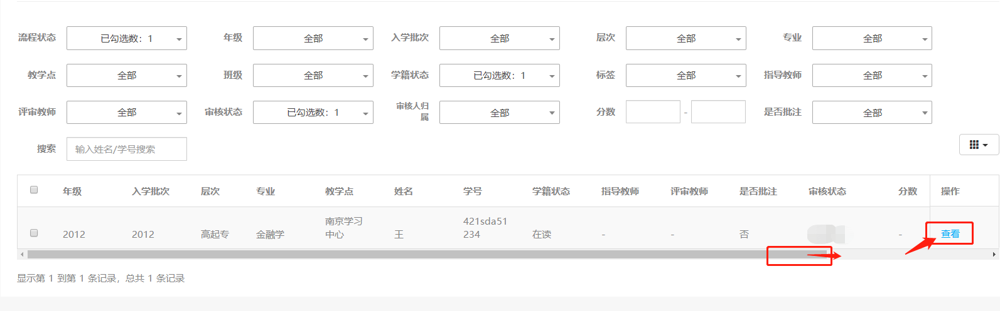 流程状态 已勾选数：1 年级 全部 入学批次 全部 层次 全部 专业 全部
教学点 全部 班级 全部 学籍状态 已勾选数：1 标签 全部 指导教师 全部
评审教师 全部 审核状态 已勾选数：1 审核人归属 全部 分数 - 是否批注 全部
搜索 输入姓名/学号搜索
年级 入学批次 层次 专业 教学点 姓名 学号 学籍状态 指导教师 评审教师 是否批注 审核状态 分数 操作
2012 2012 高起专 金融学 南京学习中心 王 421sda51234 在读 - - 否 - 查看
显示第 1 到第 1 条记录，总共 1 条记录